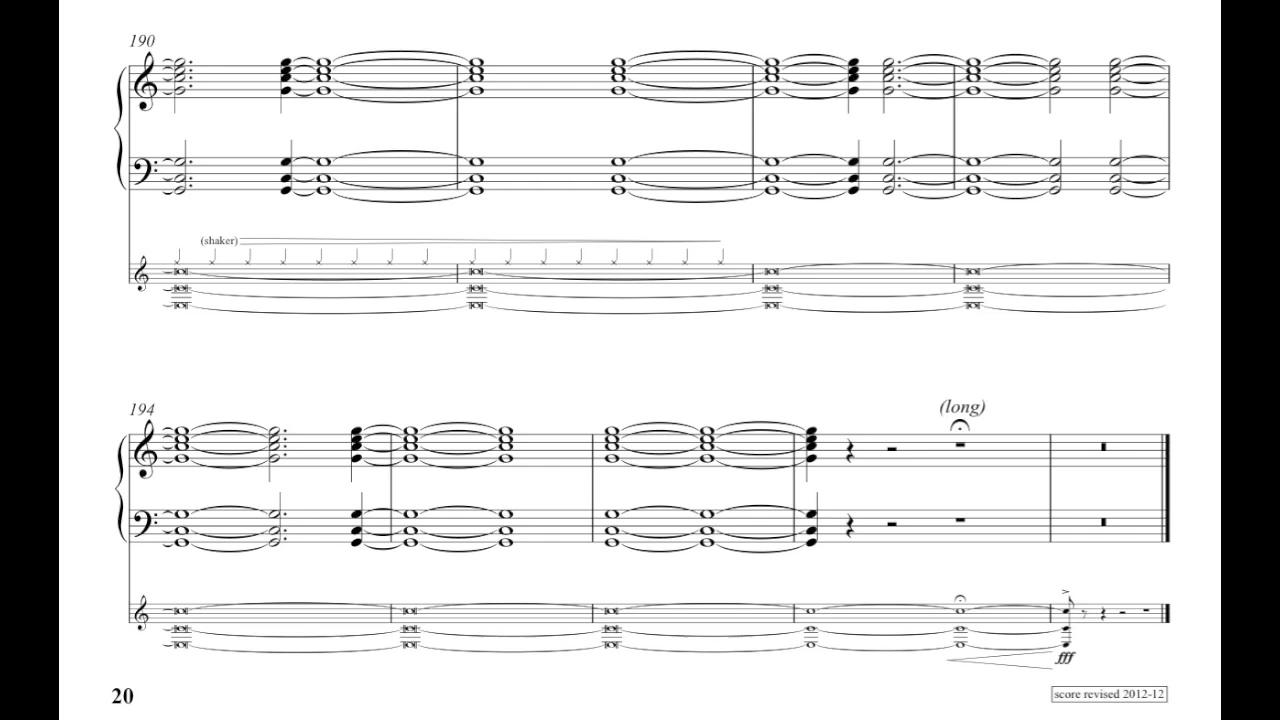 190
(shaker)
194
(long)
fff
20
score revised 2012-12